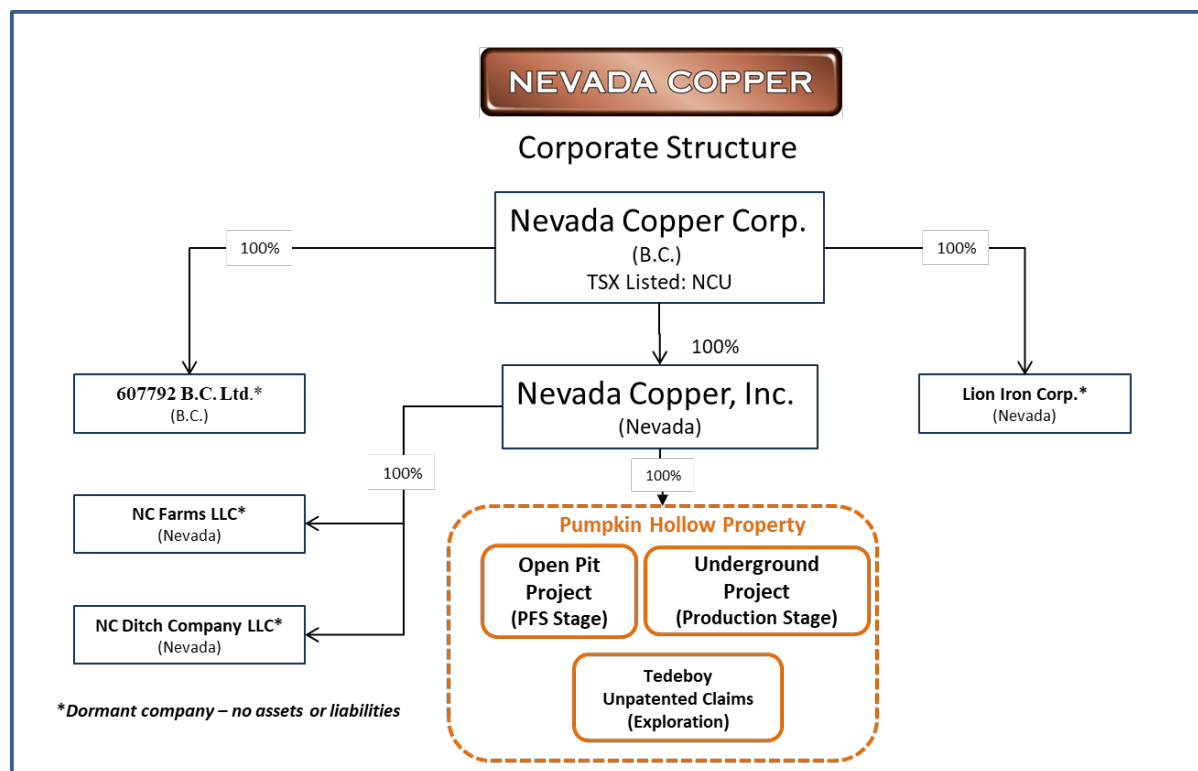 NEVADA COPPER
Corporate Structure
Nevada Copper Corp.
(B.C.)
TSX Listed: NCU
100%
100%
100%
607792 B.C. Ltd.*
(B.C.)
Nevada Copper, Inc.
(Nevada)
Lion Iron Corp.*
(Nevada)
100%
100%
NC Farms LLC*
(Nevada)
NC Ditch Company LLC*
(Nevada)
Pumpkin Hollow Property
Open Pit
Project
(PFS Stage)
Underground
Project
(Production Stage)
Tedeboy
Unpatented Claims
(Exploration)
*Dormant company – no assets or liabilities